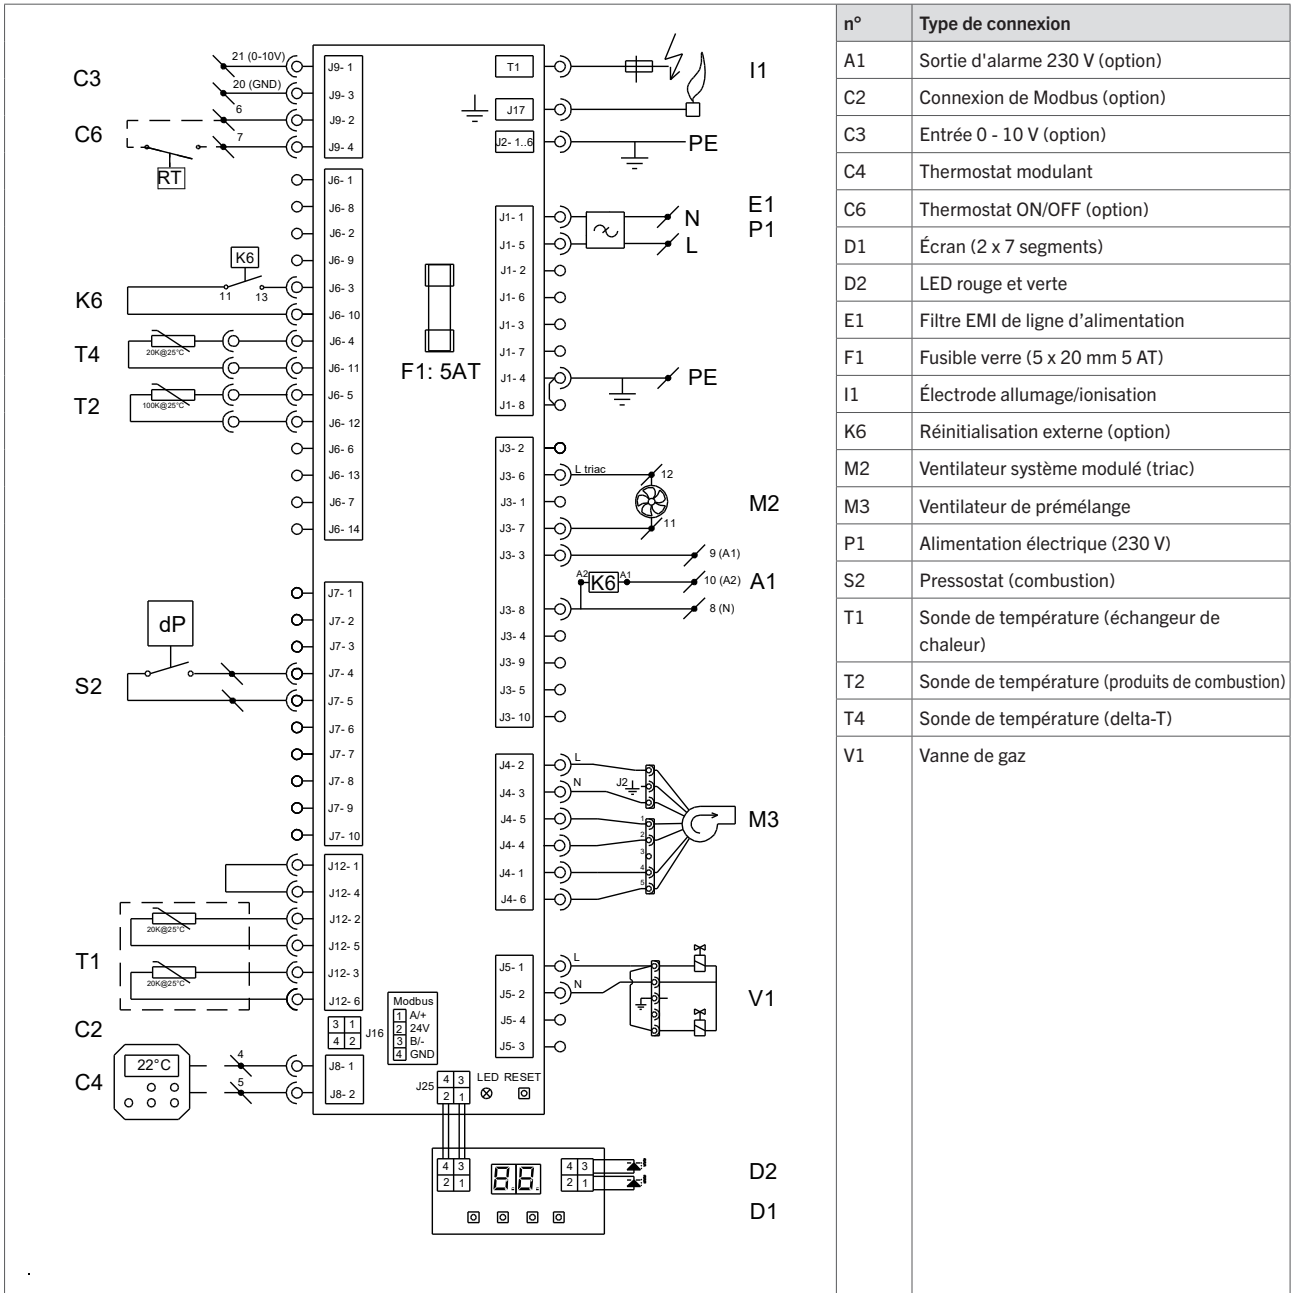 C3
21 (0-10V)
20 (GND)
C6
6
7
RT
J9- 1
J9- 3
J9- 2
J9- 4
J6- 1
J6- 8
J6- 2
J6- 9
J6- 3
J6- 10
J6- 4
J6- 11
J6- 5
J6- 12
J6- 6
J6- 13
J6- 7
J6- 14
K6
K6
11 13
T4
20K@25°C
T2
100K@25°C
J7- 1
J7- 2
J7- 3
J7- 4
J7- 5
J7- 6
J7- 7
J7- 8
J7- 9
J7- 10
S2
dP
J12- 1
J12- 4
J12- 2
J12- 5
J12- 3
J12- 6
T1
20K@25°C
20K@25°C
C2
3 1
4 2
J16
Modbus
1 A/+
2 24V
3 B/-
4 GND
C4
22°C
4
5
J8- 1
J8- 2
J25
4 3
2 1
LED RESET
F1: 5AT
T1
J17
J2- 1..6
I1
PE
J1- 1
J1- 5
J1- 2
J1- 6
J1- 3
J1- 7
J1- 4
J1- 8
N
L
E1
P1
PE
J3- 2
J3- 6
J3- 1
J3- 7
J3- 3
J3- 8
J3- 4
J3- 9
J3- 5
J3- 10
L triac
12
11
M2
9 (A1)
A2 K6 A1
10 (A2)
8 (N)
A1
J4- 2
J4- 3
J4- 5
J4- 4
J4- 1
J4- 6
L
N
J2
1
2
3
4
5
M3
J5- 1
J5- 2
J5- 4
J5- 3
L
N
V1
4 3
2 1
88
4 3
2 1
D2
D1
n° Type de connexion
A1 Sortie d'alarme 230 V (option)
C2 Connexion de Modbus (option)
C3 Entrée 0 - 10 V (option)
C4 Thermostat modulant
C6 Thermostat ON/OFF (option)
D1 Écran (2 x 7 segments)
D2 LED rouge et verte
E1 Filtre EMI de ligne d’alimentation
F1 Fusible verre (5 x 20 mm 5 AT)
I1 Électrode allumage/ionisation
K6 Réinitialisation externe (option)
M2 Ventilateur système modulé (triac)
M3 Ventilateur de prémélange
P1 Alimentation électrique (230 V)
S2 Pressostat (combustion)
T1 Sonde de température (échangeur de
chaleur)
T2 Sonde de température (produits de combustion)
T4 Sonde de température (delta-T)
V1 Vanne de gaz